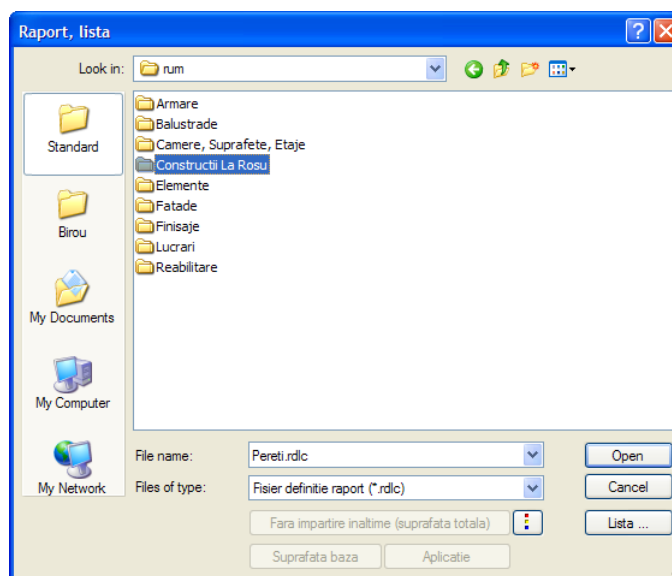 Raport, lista
Look in: rum
Standard
Birou
My Documents
My Computer
My Network
Armare
Balustrade
Camere, Suprafete, Etaje
Constructii La Rosu
Elemente
Fatade
Finisaje
Lucrari
Reabilitare
File name: Pereti.rdlc Open
Files of type: Fisier definitie raport (*.rdlc) Cancel
Fara impartire inaltime (suprafata totala) Lista ...
Suprafata baza Aplicatie